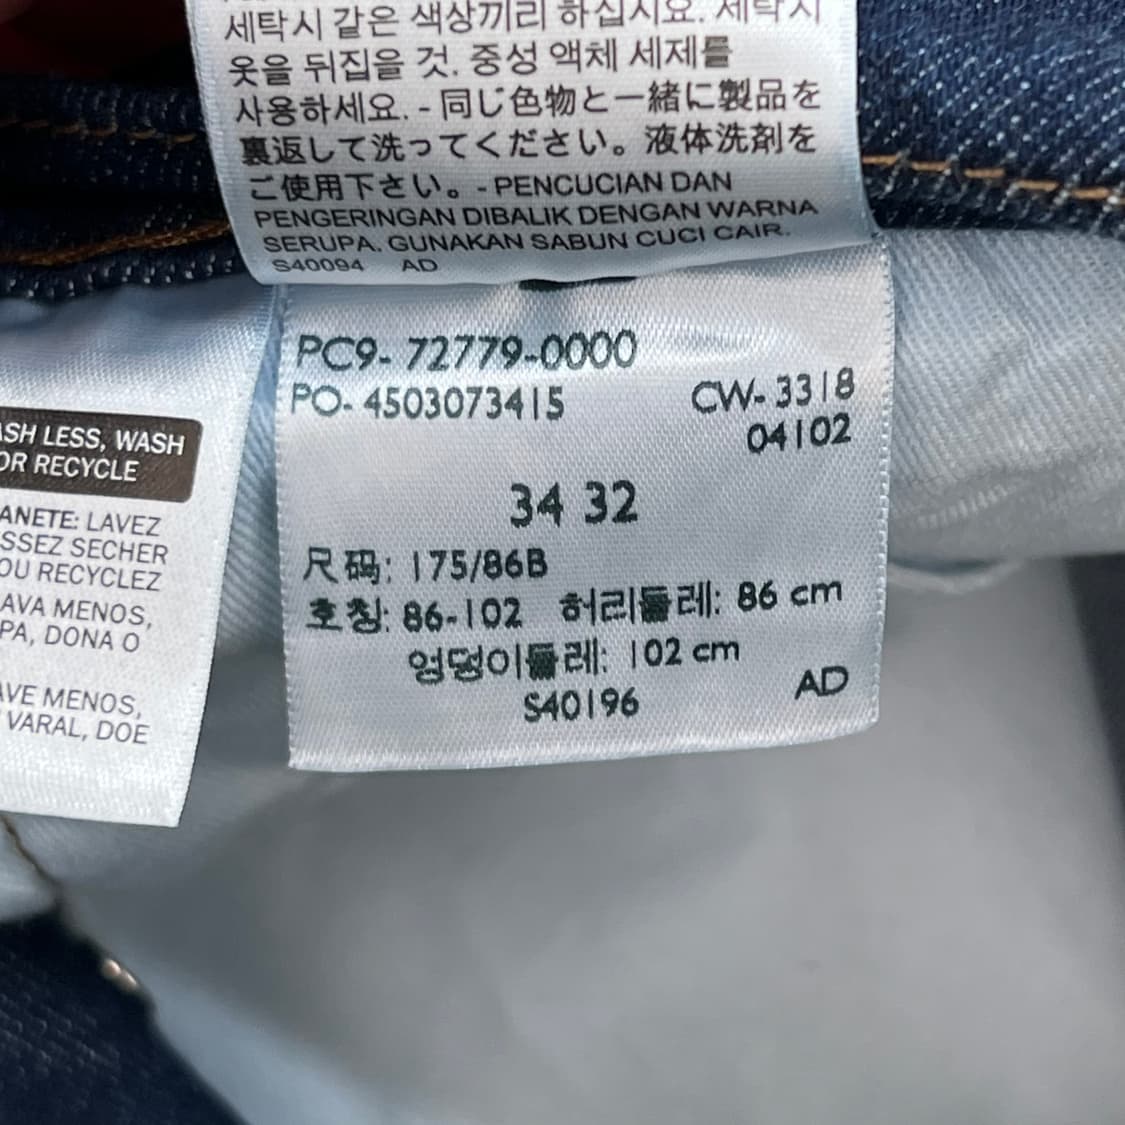 세탁시 같은 색상끼리 하십시요. 세탁시
옷을 뒤집을 것. 중성 액체 세제를
사용하세요. - 同じ色物と一緒に製品を
裏返して洗ってください。液体洗剤を
ご使用下さい。- PENCUCIAN DAN
PENGERINGAN DIBALIK DENGAN WARNA
SERUPA. GUNAKAN SABUN CUCI CAIR.
S40094 AD
PC9- 72779-0000
PO- 4503073415 CW- 3318
04102
34 32
尺码: 175/86B
호칭: 86-102 허리둘레: 86 cm
엉덩이둘레: 102 cm
S40196 AD
ASH LESS, WASH
OR RECYCLE
ANETE: LAVEZ
SSEZ SECHER
OU RECYCLEZ
AVA MENOS,
PA, DONA O
AVE MENOS,
VARAL, DOE